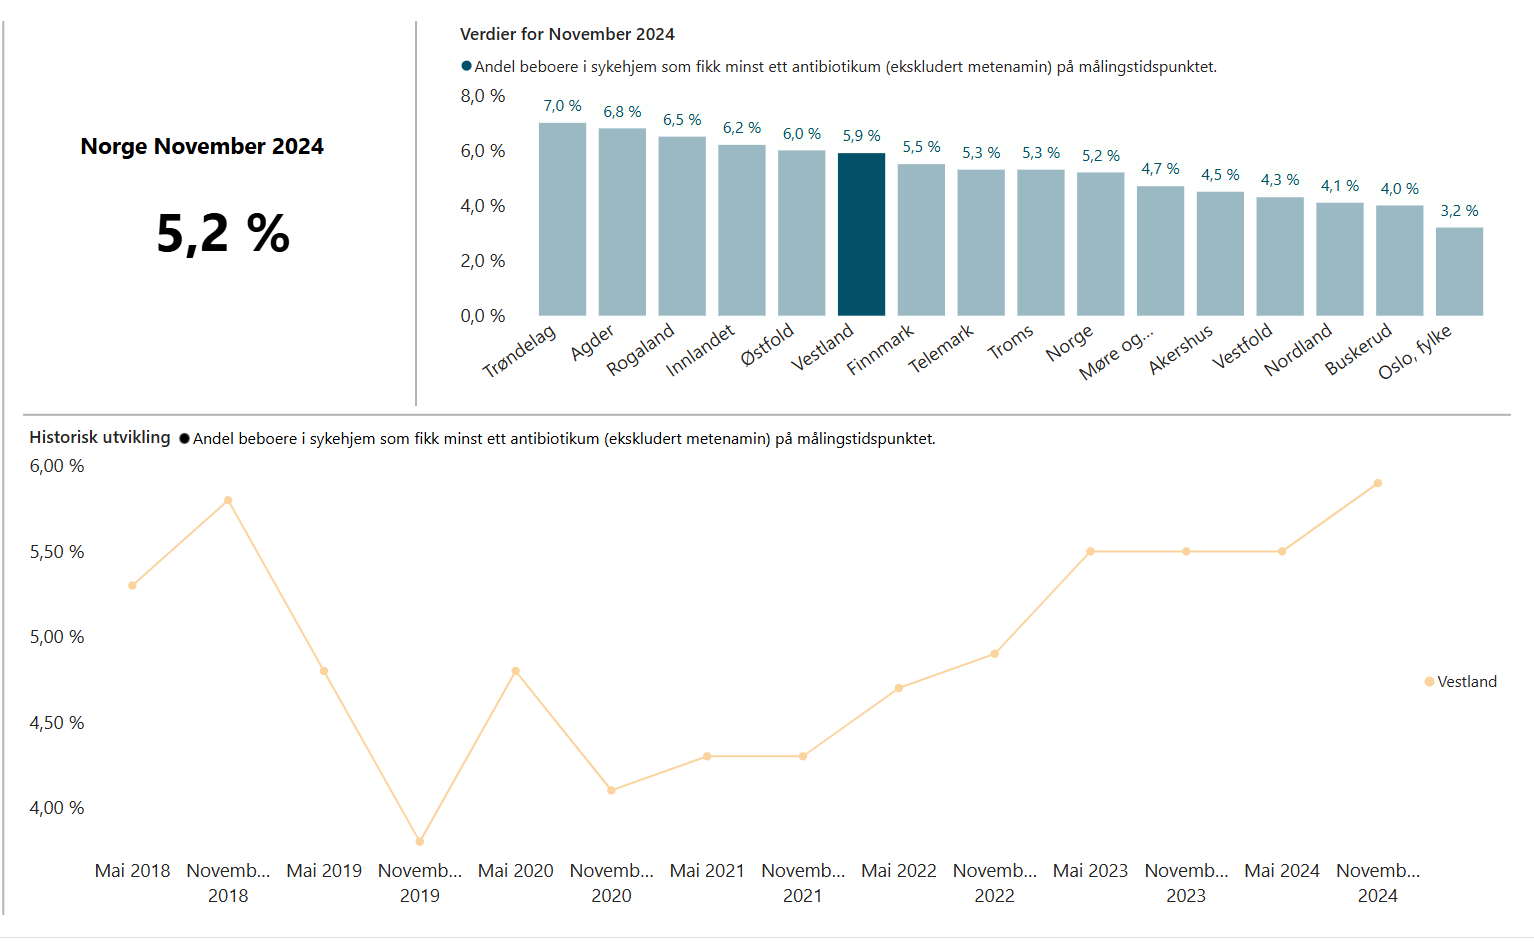 Norge November 2024
5,2 %
Verdier for November 2024
Andel beboere i sykehjem som fikk minst ett antibiotikum (ekskludert metenamin) på målingstidspunktet.
8,0 %
6,0 %
4,0 %
2,0 %
0,0 %
7,0 %
6,8 %
6,5 %
6,2 %
6,0 %
5,9 %
5,5 %
5,3 %
5,3 %
5,2 %
4,7 %
4,5 %
4,3 %
4,1 %
4,0 %
3,2 %
Trøndelag
Agder
Rogaland
Innlandet
Østfold
Vestland
Finnmark
Telemark
Troms
Norge
Møre og...
Akershus
Vestfold
Nordland
Buskerud
Oslo, fylke
Historisk utvikling Andel beboere i sykehjem som fikk minst ett antibiotikum (ekskludert metenamin) på målingstidspunktet.
6,00 %
5,50 %
5,00 %
4,50 %
4,00 %
Vestland
Mai 2018
Novemb...
2018
Mai 2019
Novemb...
2019
Mai 2020
Novemb...
2020
Mai 2021
Novemb...
2021
Mai 2022
Novemb...
2022
Mai 2023
Novemb...
2023
Mai 2024
Novemb...
2024